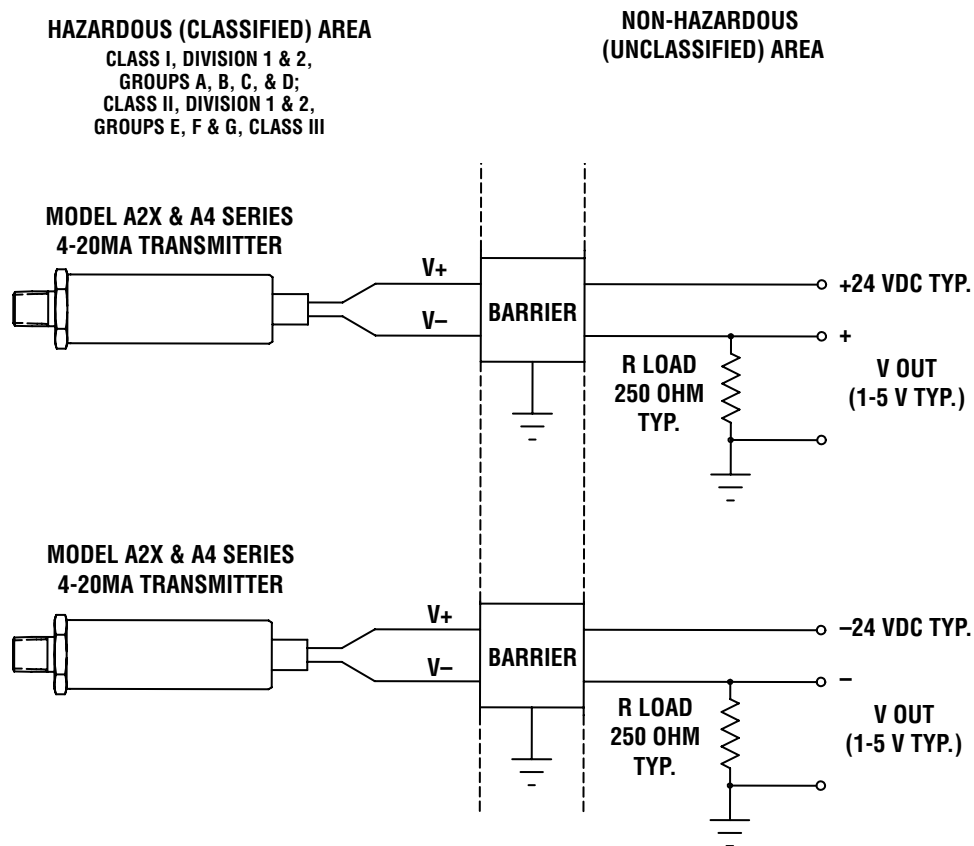 HAZARDOUS (CLASSIFIED) AREA
CLASS I, DIVISION 1 & 2,
GROUPS A, B, C, & D;
CLASS II, DIVISION 1 & 2,
GROUPS E, F & G, CLASS III
NON-HAZARDOUS
(UNCLASSIFIED) AREA
MODEL A2X & A4 SERIES
4-20MA TRANSMITTER
V+
V–
BARRIER
+24 VDC TYP.
+
R LOAD
250 OHM
TYP.
V OUT
(1-5 V TYP.)
MODEL A2X & A4 SERIES
4-20MA TRANSMITTER
V+
V–
BARRIER
–24 VDC TYP.
–
R LOAD
250 OHM
TYP.
V OUT
(1-5 V TYP.)